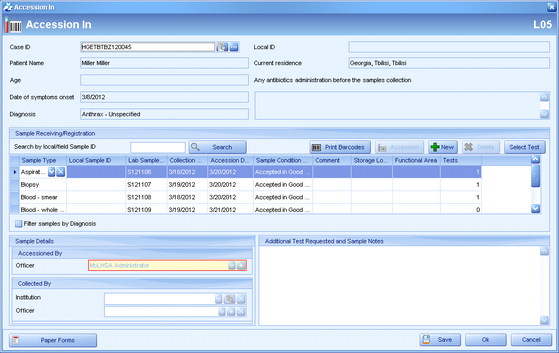 Accession In
Accession In L05
Case ID HGETBTBZ120045 Local ID
Patient Name Miller Miller Current residence Georgia, Tbilisi, Tbilisi
Age Any antibiotics administration before the samples collection
Date of symptoms onset 3/8/2012
Diagnosis Anthrax - Unspecified
Sample Receiving/Registration
Search by local/field Sample ID Search Print Barcodes Accession New Delete Select Test
Sample Type Local Sample ID Lab Sample... Collection ... Accession D... Sample Condition ... Comment Storage Lo... Functional Area Tests
Aspirat... S121106 3/18/2012 3/20/2012 Accepted in Good ... 1
Biopsy S121107 3/19/2012 3/20/2012 Accepted in Good ... 1
Blood - smear S121108 3/18/2012 3/20/2012 Accepted in Good ... 1
Blood - whole ... S121109 3/19/2012 3/21/2012 Accepted in Good ... 0
Filter samples by Diagnosis
Sample Details Additional Test Requested and Sample Notes
Accessioned By
Officer MoLHSA Administrator
Collected By
Institution
Officer
Paper Forms Save Ok Cancel